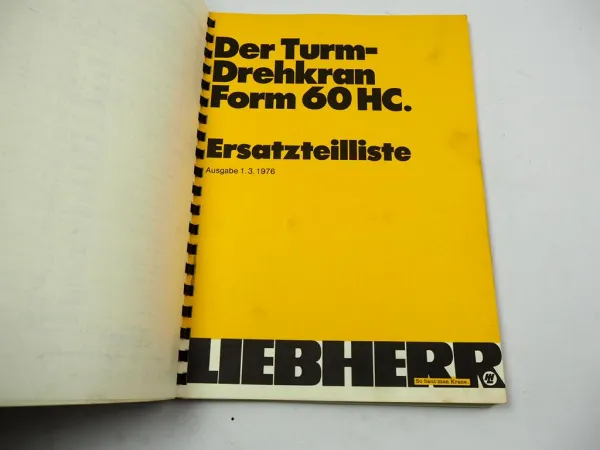 Der Turm-
Drehkran
Form 60 HC.
Ersatzteilliste
Ausgabe 1.3.1976
LIEBHERR
So baut man Krane.